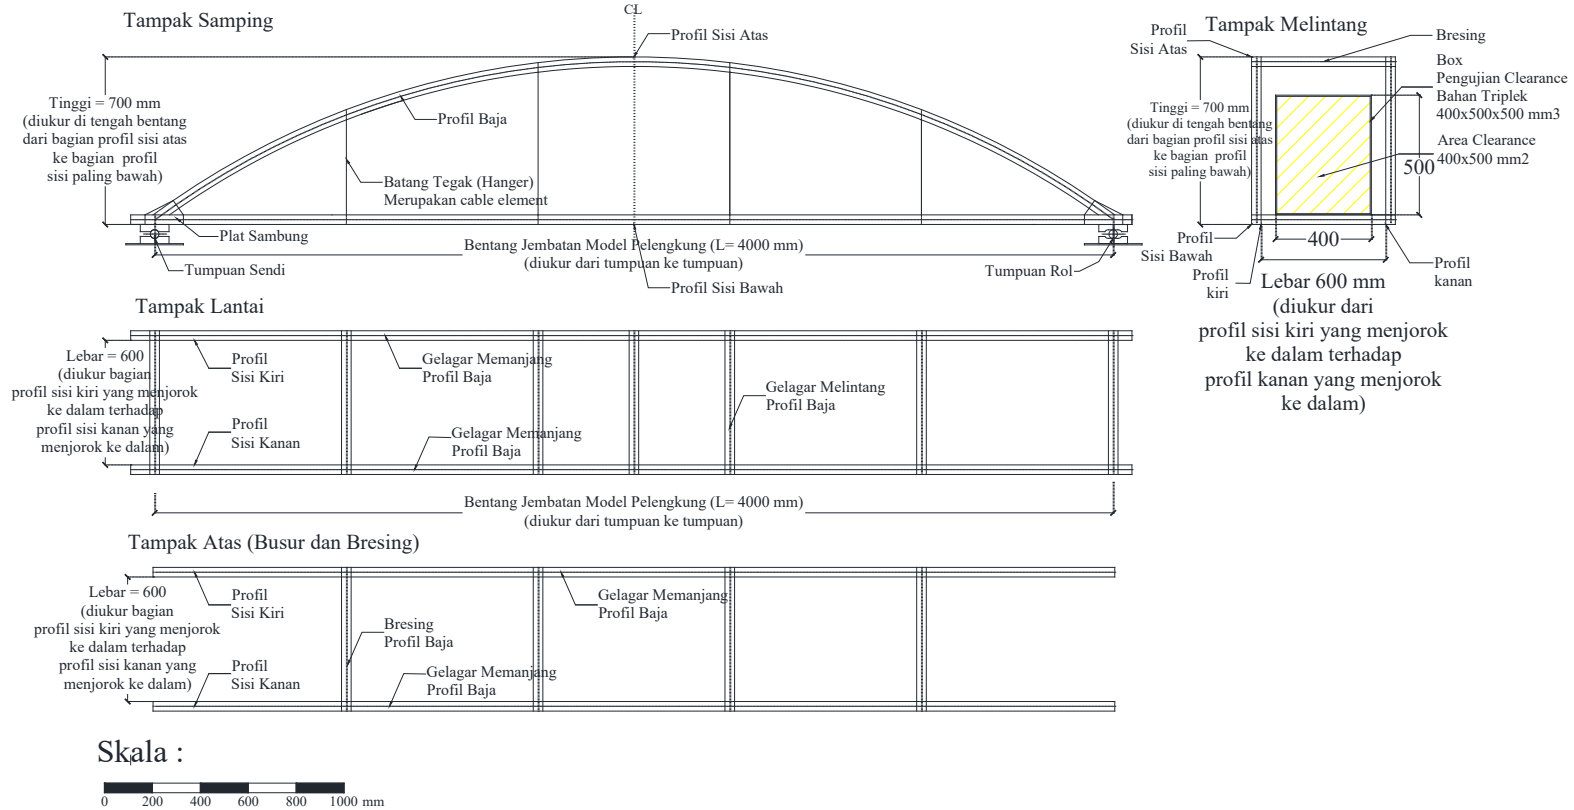 Tampak Samping
CL
Profil Sisi Atas
Tinggi = 700 mm
(diukur di tengah bentang
dari bagian profil sisi atas
ke bagian profil
sisi paling bawah)
Profil Baja
Batang Tegak (Hanger)
Merupakan cable element
Plat Sambung
Bentang Jembatan Model Pelengkung (L= 4000 mm)
(diukur dari tumpuan ke tumpuan)
Tumpuan Sendi
Tumpuan Rol
Profil Sisi Bawah
Tampak Melintang
Profil
Sisi Atas
Bresing
Box
Pengujian Clearance
Bahan Triplek
400x500x500 mm3
Tinggi = 700 mm
(diukur di tengah bentang
dari bagian profil sisi atas
ke bagian profil
sisi paling bawah)
Area Clearance
400x500 mm2
500
400
Profil
Sisi Bawah
Profil
kiri
Profil
kanan
Lebar 600 mm
(diukur dari
profil sisi kiri yang menjorok
ke dalam terhadap
profil kanan yang menjorok
ke dalam)
Tampak Lantai
Lebar = 600
(diukur bagian
profil sisi kiri yang menjorok
ke dalam terhadap
profil sisi kanan yang
menjorok ke dalam)
Profil
Sisi Kiri
Gelagar Memanjang
Profil Baja
Gelagar Melintang
Profil Baja
Profil
Sisi Kanan
Gelagar Memanjang
Profil Baja
Bentang Jembatan Model Pelengkung (L= 4000 mm)
(diukur dari tumpuan ke tumpuan)
Tampak Atas (Busur dan Bresing)
Lebar = 600
(diukur bagian
profil sisi kiri yang menjorok
ke dalam terhadap
profil sisi kanan yang
menjorok ke dalam)
Profil
Sisi Kiri
Gelagar Memanjang
Profil Baja
Bresing
Profil Baja
Profil
Sisi Kanan
Gelagar Memanjang
Profil Baja
Skala :
0 200 400 600 800 1000 mm